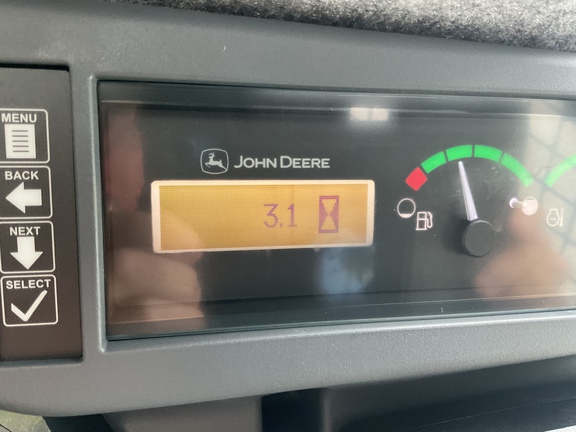 MENU
BACK
NEXT
SELECT
JOHN DEERE
3.1